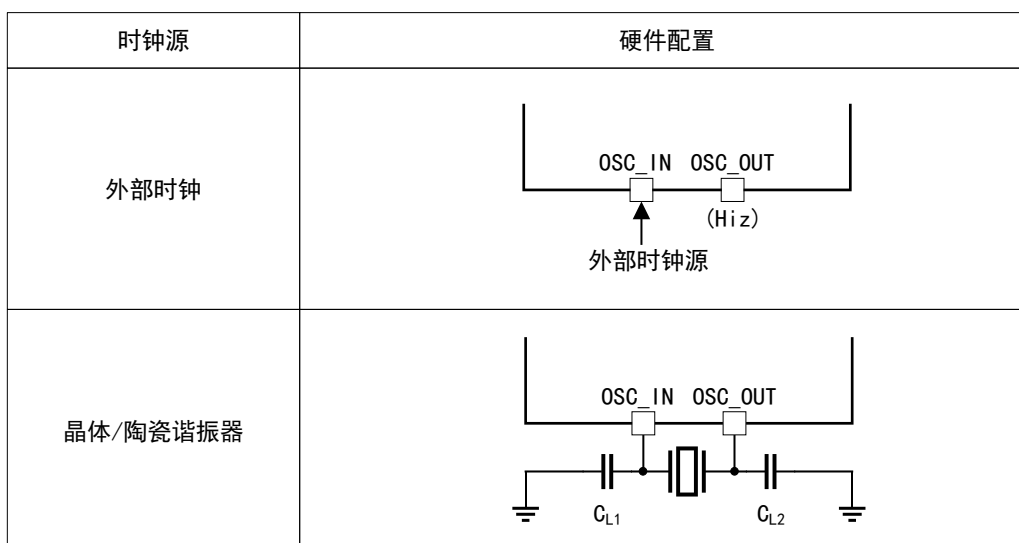 时钟源 硬件配置
外部时钟
OSC_IN OSC_OUT
(Hiz)
外部时钟源
晶体/陶瓷谐振器
OSC_IN OSC_OUT
CL1 CL2